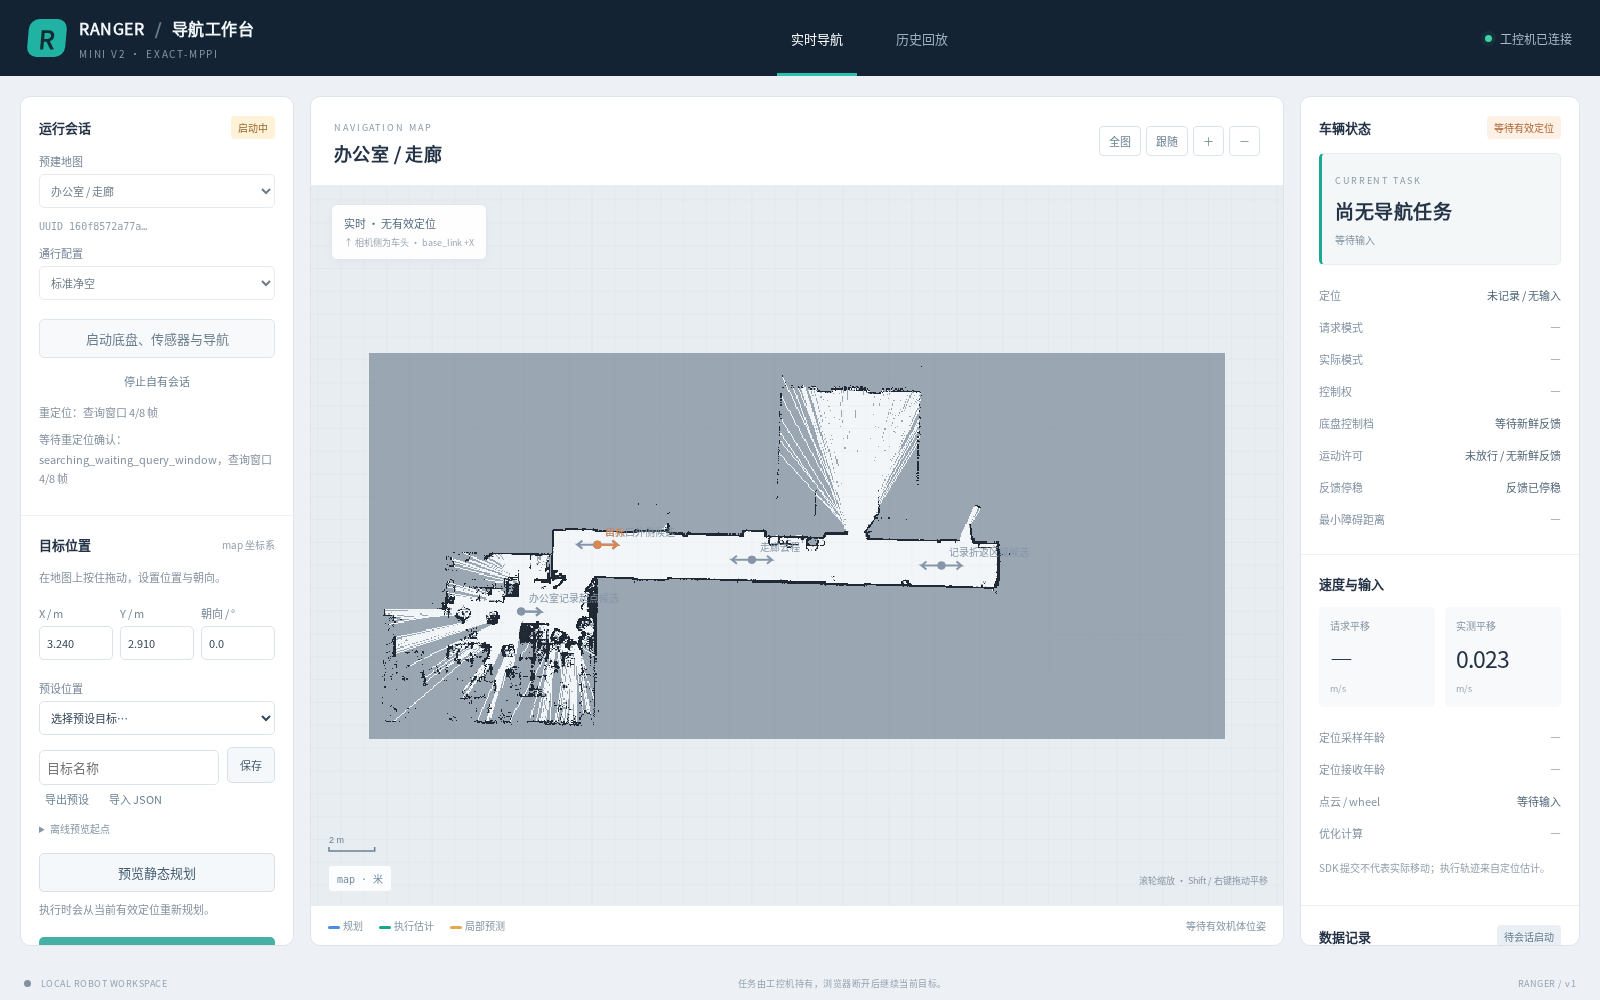 RANGER / 导航工作台
MINI V2 · EXACT-MPPI
实时导航
历史回放
工控机已连接
运行会话
启动中
预建地图
办公室 / 走廊
UUID 160f8572a77a…
通行配置
标准净空
启动底盘、传感器与导航
停止自有会话
重定位：查询窗口 4/8 帧
等待重定位确认：
searching_waiting_query_window，查询窗口
4/8 帧
目标位置
map 坐标系
在地图上按住拖动，设置位置与朝向。
X / m
Y / m
朝向 / °
3.240
2.910
0.0
预设位置
选择预设目标…
目标名称
保存
导出预设
导入 JSON
离线预览起点
预览静态规划
执行时会从当前有效定位重新规划。
NAVIGATION MAP
办公室 / 走廊
全图
跟随
+
−
实时 · 无有效定位
↑ 相机侧为车头 · base_link +X
走廊
记录折返区
候选
办公室记录起点候选
2 m
map · 米
滚轮缩放 · Shift / 右键拖动平移
规划
执行估计
局部预测
等待有效机体位姿
车辆状态
等待有效定位
CURRENT TASK
尚无导航任务
等待输入
定位
未记录 / 无输入
请求模式
—
实际模式
—
控制权
—
底盘控制档
等待新鲜反馈
运动许可
未放行 / 无新鲜反馈
反馈停稳
反馈已停稳
最小障碍距离
—
速度与输入
请求平移
—
m/s
实测平移
0.023
m/s
定位采样年龄
—
定位接收年龄
—
点云 / wheel
等待输入
优化计算
—
SDK提交不代表实际移动；执行轨迹来自定位估计。
数据记录
待会话启动
LOCAL ROBOT WORKSPACE
任务由工控机持有，浏览器断开后继续当前目标。
RANGER / v1